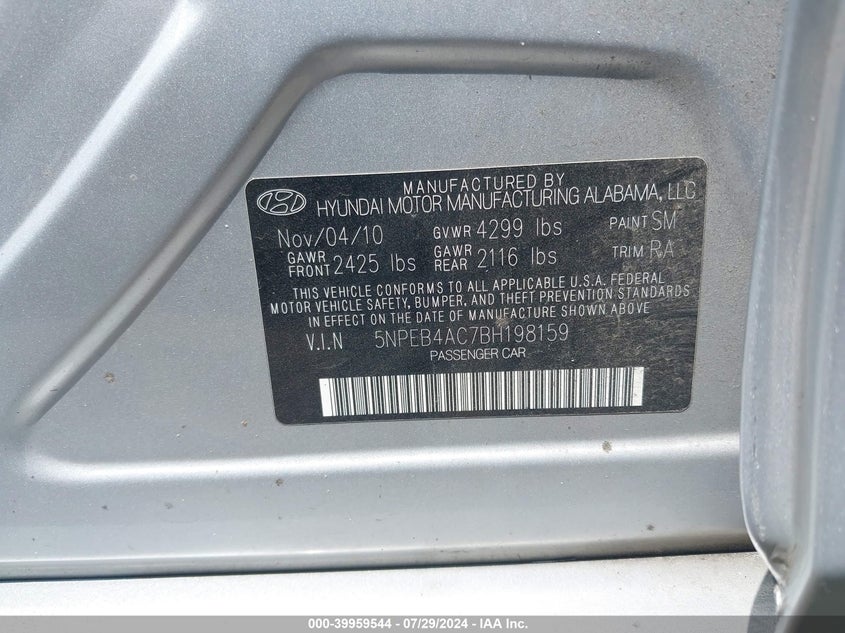 MANUFACTURED BY
HYUNDAI MOTOR MANUFACTURING ALABAMA, LLC
Nov/04/10 GVWR 4299 lbs PAINT SM
GAWR FRONT 2425 lbs GAWR REAR 2116 lbs TRIM RA
THIS VEHICLE CONFORMS TO ALL APPLICABLE U.S.A. FEDERAL
MOTOR VEHICLE SAFETY, BUMPER, AND THEFT PREVENTION STANDARDS
IN EFFECT ON THE DATE OF MANUFACTURE SHOWN ABOVE
V.I.N 5NPEB4AC7BH198159
PASSENGER CAR
000-39959544 | 07/29/2024 - IAA Inc.